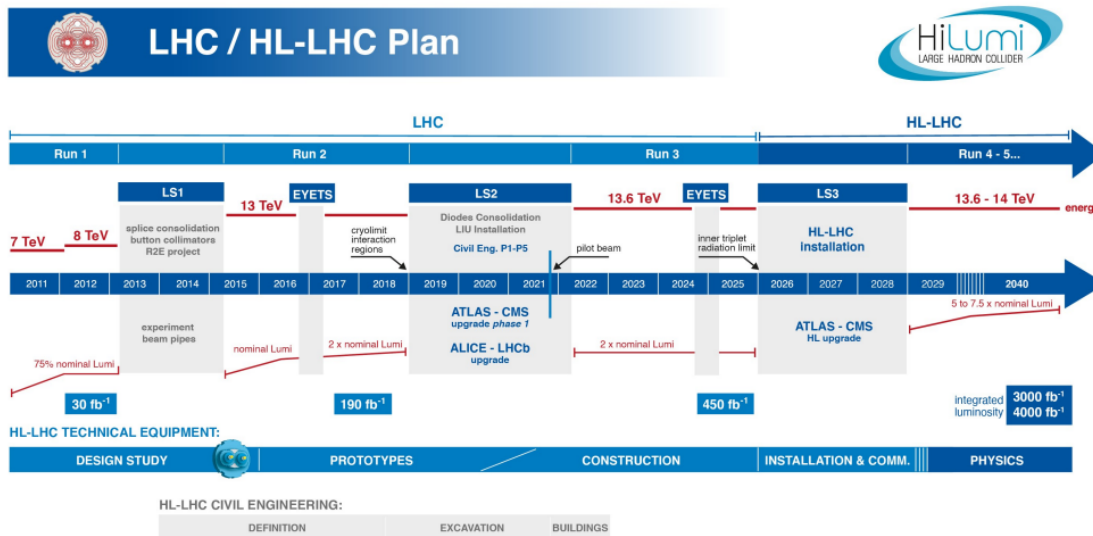 LHC / HL-LHC Plan
HiLumi
LARGE HADRON COLLIDER
LHC
HL-LHC
Run 1
Run 2
Run 3
Run 4 - 5...
LS1
EYETS
LS2
EYETS
LS3
7 TeV
8 TeV
13 TeV
13.6 TeV
13.6 - 14 TeV
energy
splice consolidation
button collimators
R2E project
cryolimit
interaction
regions
Diodes Consolidation
LIU Installation
Civil Eng. P1-P5
pilot beam
inner triplet
radiation limit
HL-LHC
installation
2011 2012 2013 2014 2015 2016 2017 2018 2019 2020 2021 2022 2023 2024 2025 2026 2027 2028 2029 2040
experiment
beam pipes
75% nominal Lumi
nominal Lumi
2 x nominal Lumi
ATLAS - CMS
upgrade phase 1
ALICE - LHCb
upgrade
2 x nominal Lumi
ATLAS - CMS
HL upgrade
5 to 7.5 x nominal Lumi
30 fb⁻¹
190 fb⁻¹
450 fb⁻¹
integrated
luminosity
3000 fb⁻¹
4000 fb⁻¹
HL-LHC TECHNICAL EQUIPMENT:
DESIGN STUDY
PROTOTYPES
CONSTRUCTION
INSTALLATION & COMM.
PHYSICS
HL-LHC CIVIL ENGINEERING:
DEFINITION
EXCAVATION
BUILDINGS